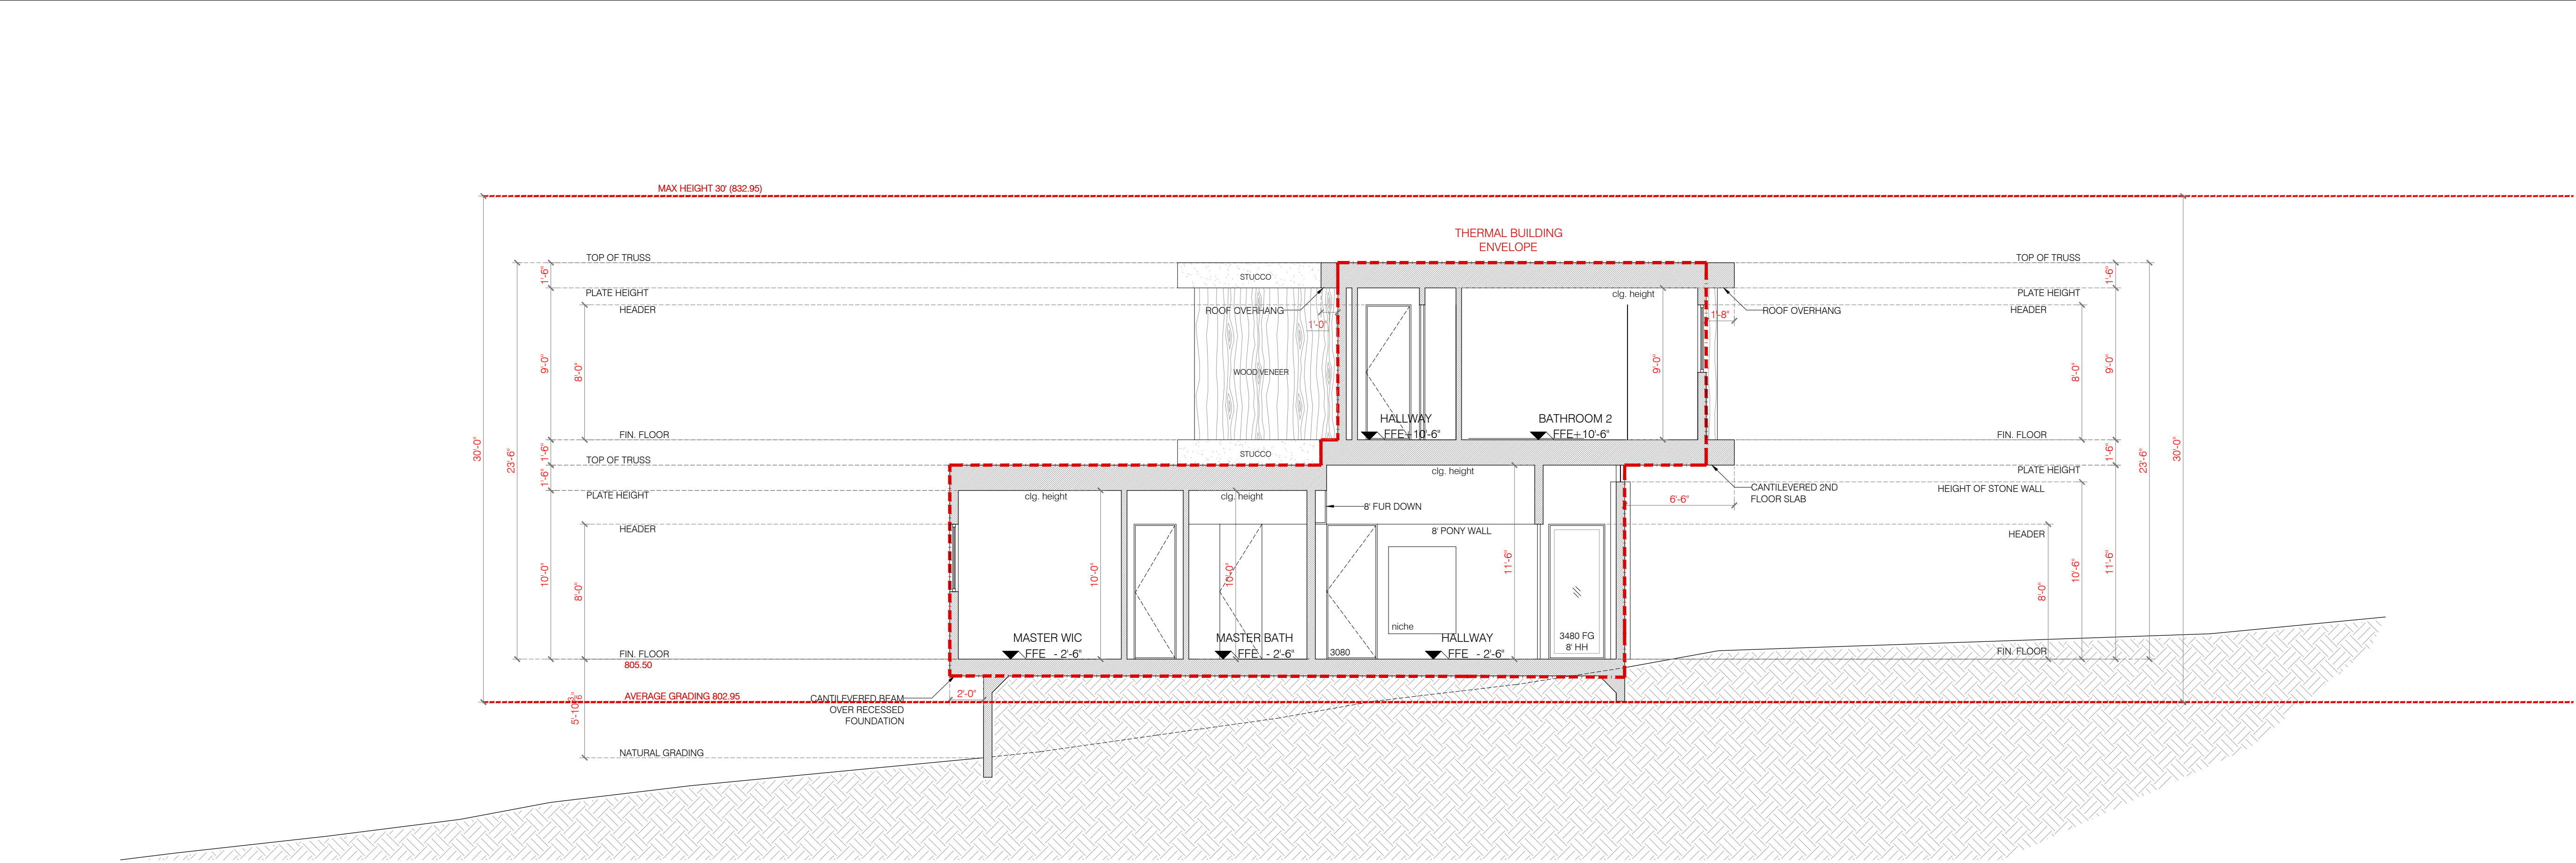 MAX HEIGHT 30' (832.95)
THERMAL BUILDING
ENVELOPE
TOP OF TRUSS
TOP OF TRUSS
1'-6"
STUCCO
1'-6"
PLATE HEIGHT
clg. height
PLATE HEIGHT
HEADER
ROOF OVERHANG
1'-8"
ROOF OVERHANG
HEADER
1'-0"
9'-0"
8'-0"
WOOD VENEER
9'-0"
8'-0"
9'-0"
HALLWAY
FFE+10'-6"
BATHROOM 2
FFE+10'-6"
FIN. FLOOR
FIN. FLOOR
30'-0"
23'-6"
1'-6"
STUCCO
1'-6"
23'-6"
30'-0"
TOP OF TRUSS
clg. height
PLATE HEIGHT
1'-6"
PLATE HEIGHT
clg. height
clg. height
CANTILEVERED 2ND
FLOOR SLAB
HEIGHT OF STONE WALL
6'-6"
8' FUR DOWN
HEADER
8' PONY WALL
HEADER
10'-0"
8'-0"
10'-0"
10'-0"
11'-6"
8'-0"
10'-6"
11'-6"
niche
MASTER WIC
FFE - 2'-6"
MASTER BATH
FFE - 2'-6"
3080
HALLWAY
FFE - 2'-6"
3480 FG
8' HH
FIN. FLOOR
805.50
FIN. FLOOR
AVERAGE GRADING 802.95
CANTILEVERED BEAM
OVER RECESSED
FOUNDATION
2'-0"
NATURAL GRADING